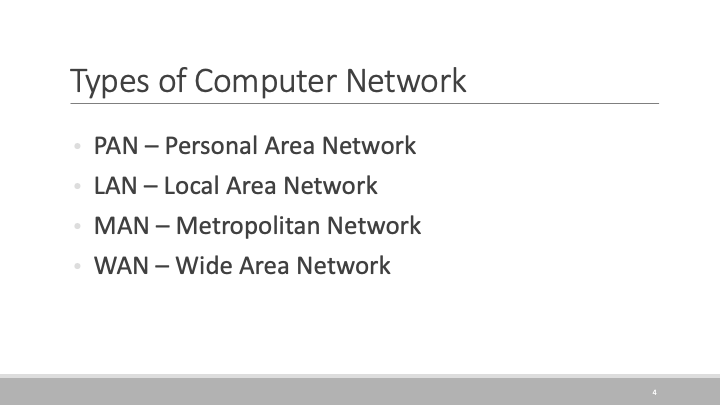 Types of Computer Network
• PAN – Personal Area Network
• LAN – Local Area Network
• MAN – Metropolitan Network
• WAN – Wide Area Network
4